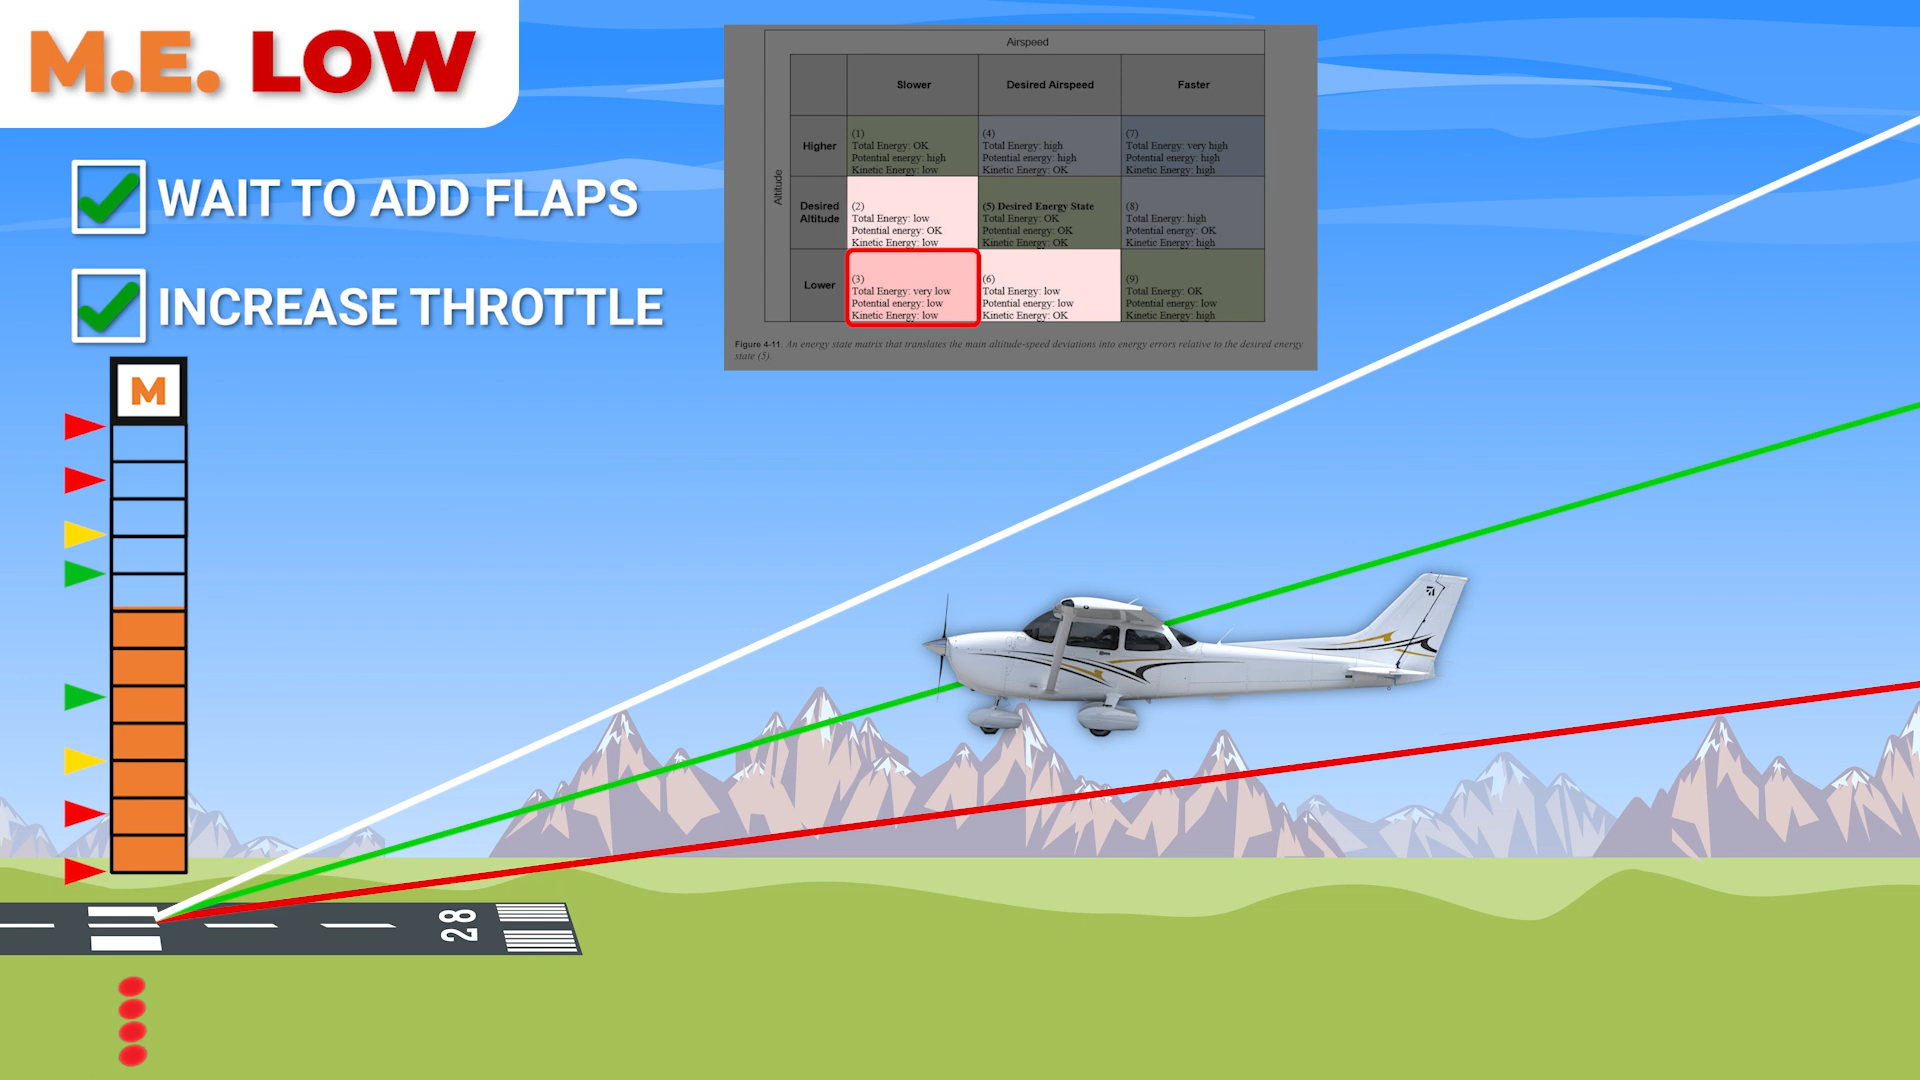 M.E. LOW
WAIT TO ADD FLAPS
INCREASE THROTTLE
M
Airspeed
Slower
Desired Airspeed
Faster
Altitude
Higher
(1)
Total Energy: OK
Potential energy: high
Kinetic Energy: low
(4)
Total Energy: high
Potential energy: high
Kinetic Energy: OK
(7)
Total Energy: very high
Potential energy: high
Kinetic Energy: high
Desired
Altitude
(2)
Total Energy: low
Potential energy: OK
Kinetic Energy: low
(5) Desired Energy State
Total Energy: OK
Potential energy: OK
Kinetic Energy: OK
(8)
Total Energy: high
Potential energy: OK
Kinetic Energy: high
Lower
(3)
Total Energy: very low
Potential energy: low
Kinetic Energy: low
(6)
Total Energy: low
Potential energy: low
Kinetic Energy: OK
(9)
Total Energy: OK
Potential energy: low
Kinetic Energy: high
Figure 4-11. An energy state matrix that translates the main altitude-speed deviations into energy errors relative to the desired energy
state (5).
28